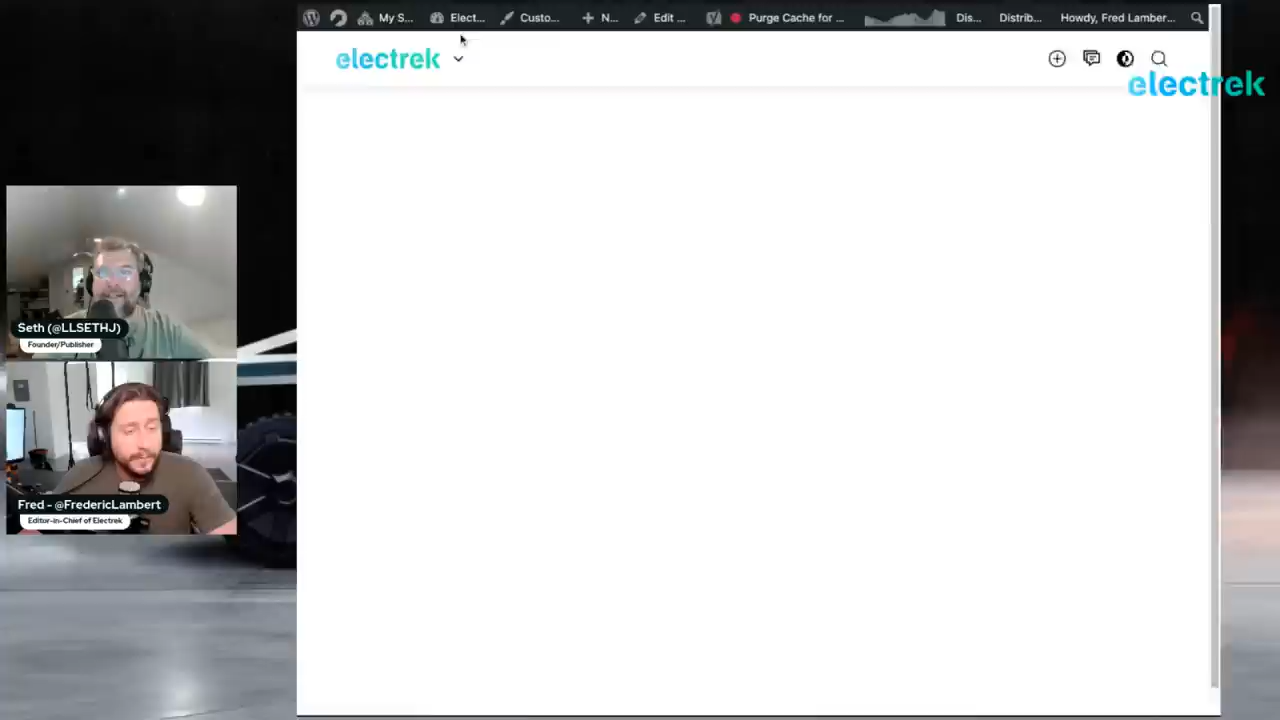 My S... Elect... Custo... N... Edit ... Purge Cache for ... Dis... Distrib... Howdy, Fred Lamber...
electrek
electrek
Seth (@LLSETHJ)
Founder/Publisher
Fred - @FredericLambert
Editor-in-Chief of Electrek